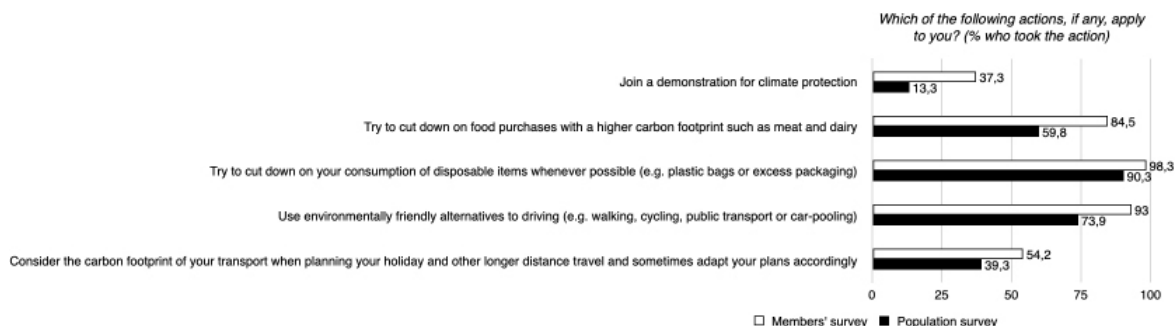 Which of the following actions, if any, apply
to you? (% who took the action)
Join a demonstration for climate protection
37,3
13,3
Try to cut down on food purchases with a higher carbon footprint such as meat and dairy
84,5
59,8
Try to cut down on your consumption of disposable items whenever possible (e.g. plastic bags or excess packaging)
98,3
90,3
Use environmentally friendly alternatives to driving (e.g. walking, cycling, public transport or car-pooling)
93
73,9
Consider the carbon footprint of your transport when planning your holiday and other longer distance travel and sometimes adapt your plans accordingly
54,2
39,3
0 25 50 75 100
Members' survey Population survey